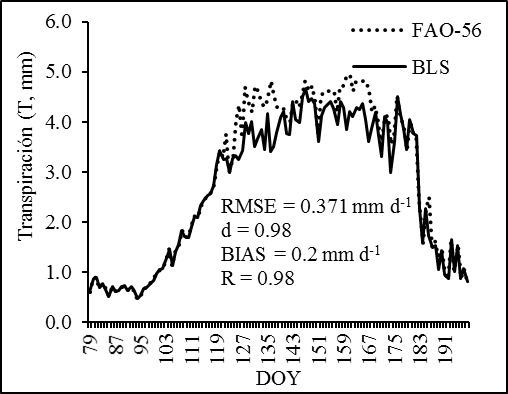 6.0
5.0
4.0
3.0
2.0
1.0
0.0
Transpiración (T, mm)
FAO-56
BLS
RMSE = 0.371 mm d-1
d = 0.98
BIAS = 0.2 mm d-1
R = 0.98
79
87
95
103
111
119
127
135
143
151
159
167
175
183
191
DOY